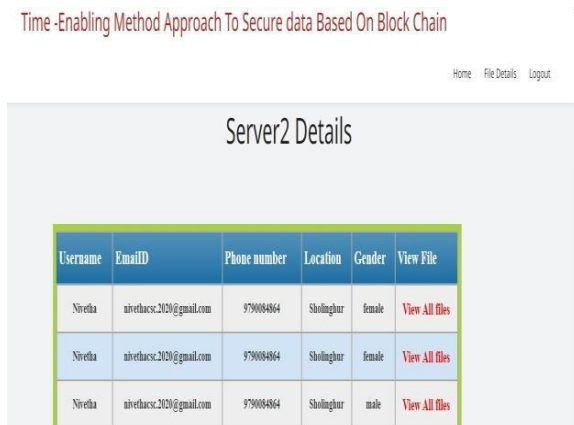 Time -Enabling Method Approach To Secure data Based On Block Chain
Home File Details Logout
Server2 Details
Username EmailID Phone number Location Gender View File
Nivetha nivethacsc.2020@gmail.com 9790084864 Sholinghur female View All files
Nivetha nivethacsc.2020@gmail.com 9790084864 Sholinghur female View All files
Nivetha nivethacsc.2020@gmail.com 9790084864 Sholinghur male View All files